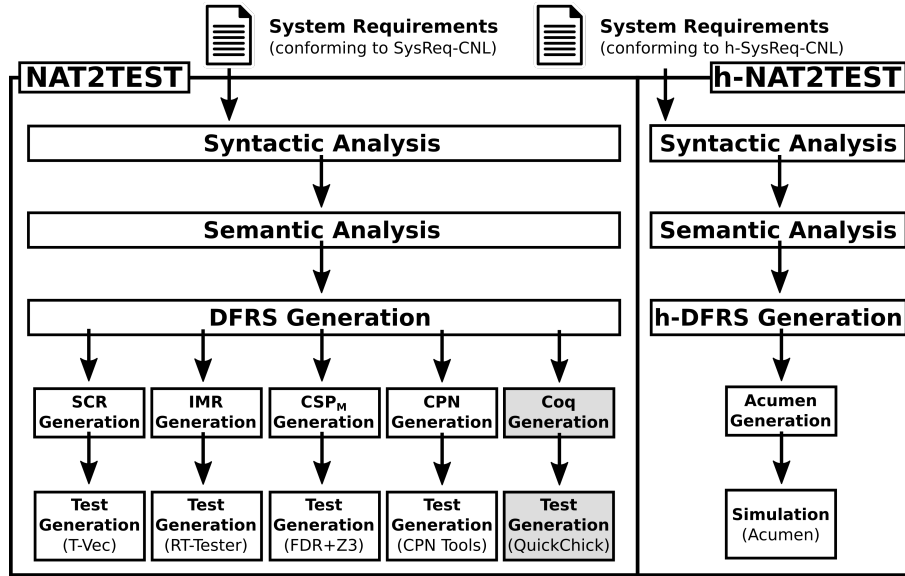 System Requirements
(conforming to SysReq-CNL)
System Requirements
(conforming to h-SysReq-CNL)
NAT2TEST
h-NAT2TEST
Syntactic Analysis
Syntactic Analysis
Semantic Analysis
Semantic Analysis
DFRS Generation
h-DFRS Generation
SCR
Generation
IMR
Generation
CSPM
Generation
CPN
Generation
Coq
Generation
Acumen
Generation
Test
Generation
(T-Vec)
Test
Generation
(RT-Tester)
Test
Generation
(FDR+Z3)
Test
Generation
(CPN Tools)
Test
Generation
(QuickChick)
Simulation
(Acumen)